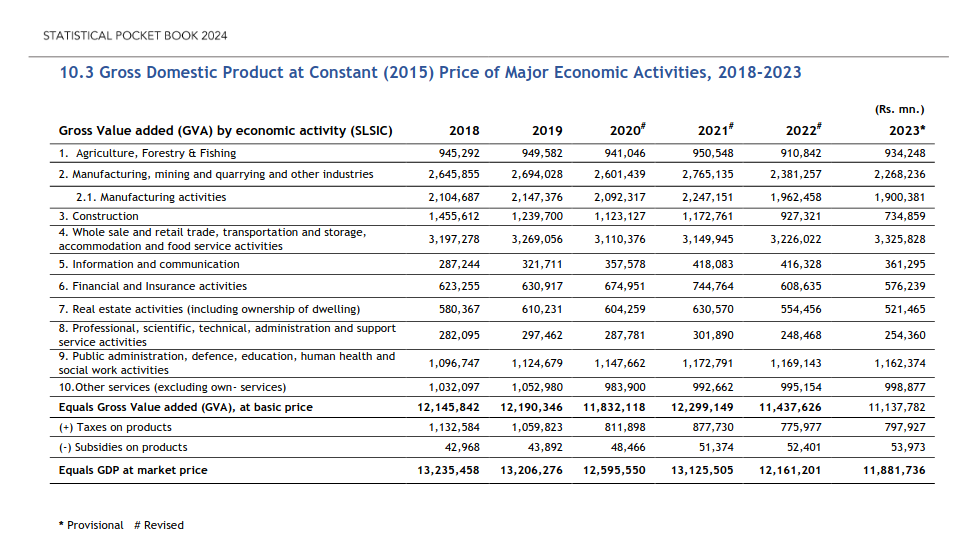 STATISTICAL POCKET BOOK 2024
10.3 Gross Domestic Product at Constant (2015) Price of Major Economic Activities, 2018-2023
(Rs. mn.)
Gross Value added (GVA) by economic activity (SLSIC) 2018 2019 2020# 2021# 2022# 2023*
1. Agriculture, Forestry & Fishing 945,292 949,582 941,046 950,548 910,842 934,248
2. Manufacturing, mining and quarrying and other industries 2,645,855 2,694,028 2,601,439 2,765,135 2,381,257 2,268,236
2.1. Manufacturing activities 2,104,687 2,147,376 2,092,317 2,247,151 1,962,458 1,900,381
3. Construction 1,455,612 1,239,700 1,123,127 1,172,761 927,321 734,859
4. Whole sale and retail trade, transportation and storage,
accommodation and food service activities 3,197,278 3,269,056 3,110,376 3,149,945 3,226,022 3,325,828
5. Information and communication 287,244 321,711 357,578 418,083 416,328 361,295
6. Financial and Insurance activities 623,255 630,917 674,951 744,764 608,635 576,239
7. Real estate activities (including ownership of dwelling) 580,367 610,231 604,259 630,570 554,456 521,465
8. Professional, scientific, technical, administration and support
service activities 282,095 297,462 287,781 301,890 248,468 254,360
9. Public administration, defence, education, human health and
social work activities 1,096,747 1,124,679 1,147,662 1,172,791 1,169,143 1,162,374
10.Other services (excluding own- services) 1,032,097 1,052,980 983,900 992,662 995,154 998,877
Equals Gross Value added (GVA), at basic price 12,145,842 12,190,346 11,832,118 12,299,149 11,437,626 11,137,782
(+) Taxes on products 1,132,584 1,059,823 811,898 877,730 775,977 797,927
(-) Subsidies on products 42,968 43,892 48,466 51,374 52,401 53,973
Equals GDP at market price 13,235,458 13,206,276 12,595,550 13,125,505 12,161,201 11,881,736
* Provisional # Revised